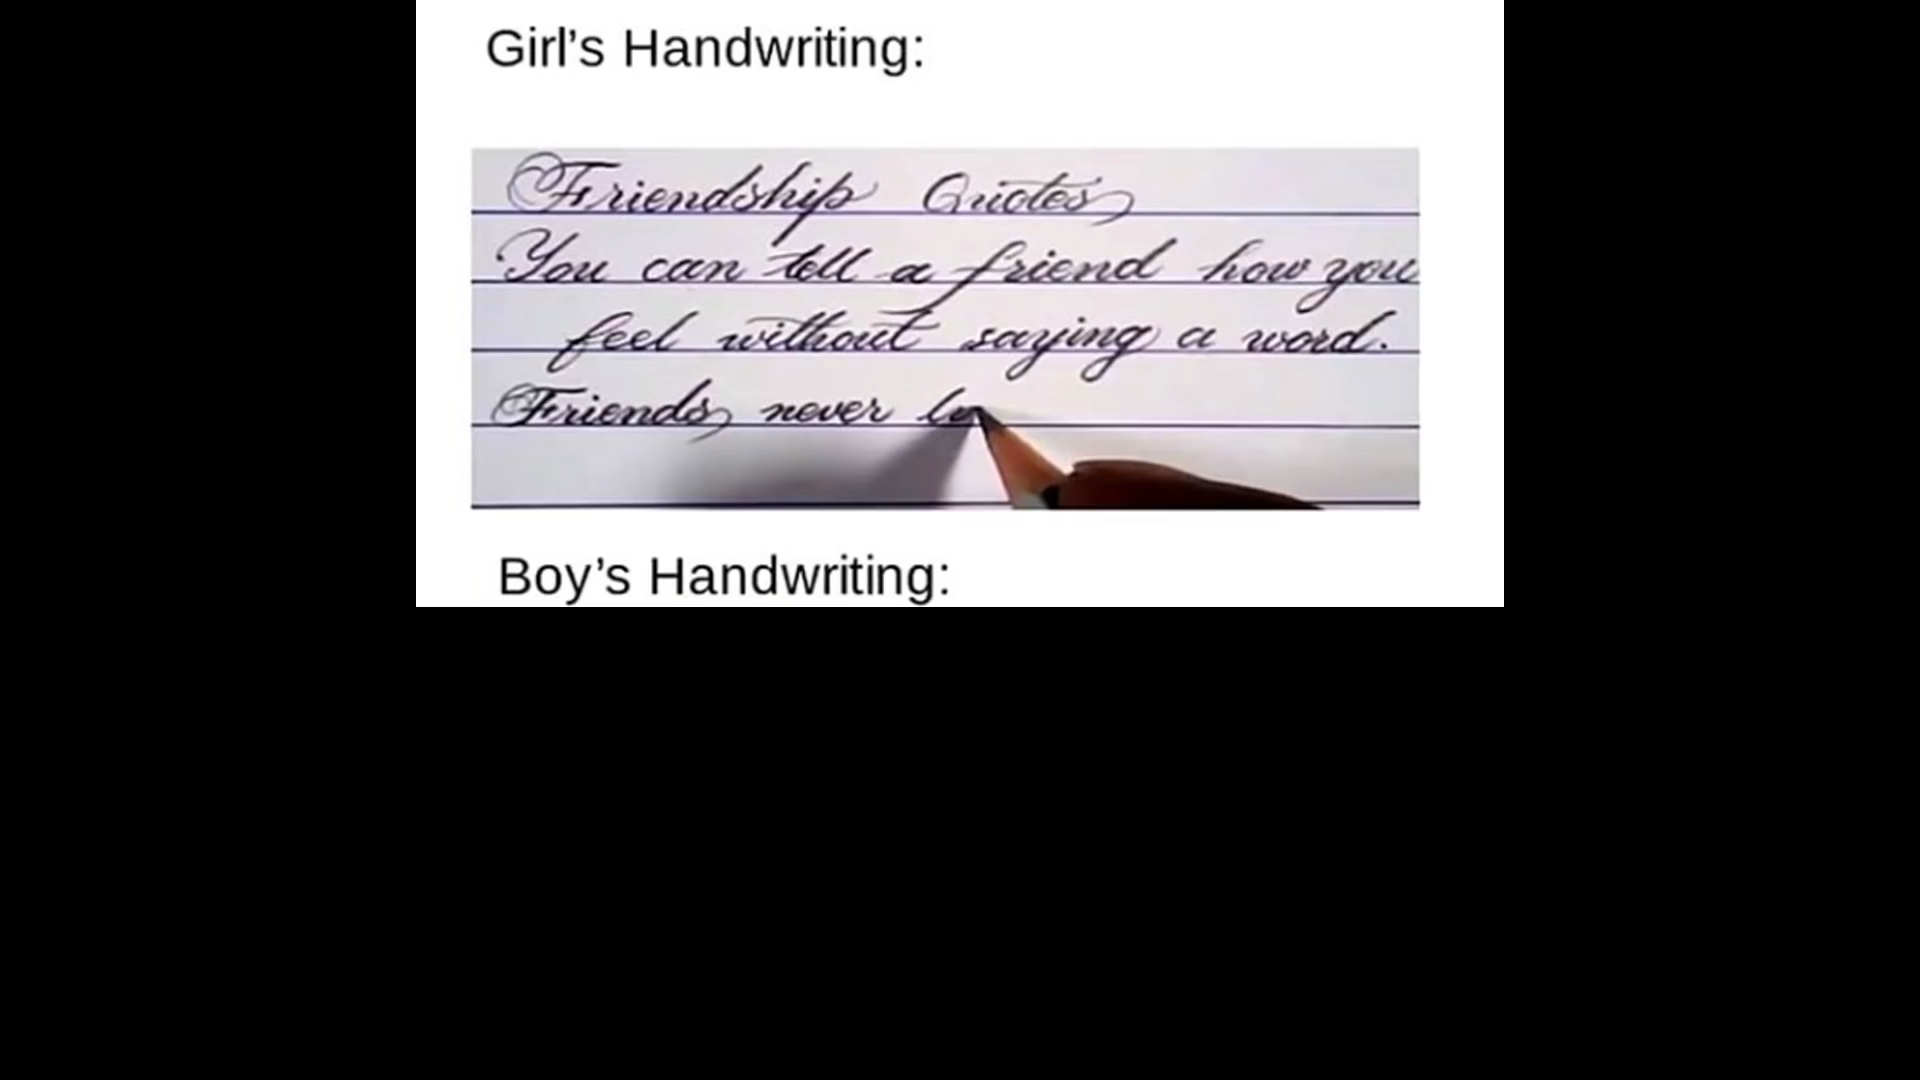 Girl’s Handwriting:
Friendship Quotes
You can tell a friend how you
feel without saying a word.
Friends never
Boy’s Handwriting: